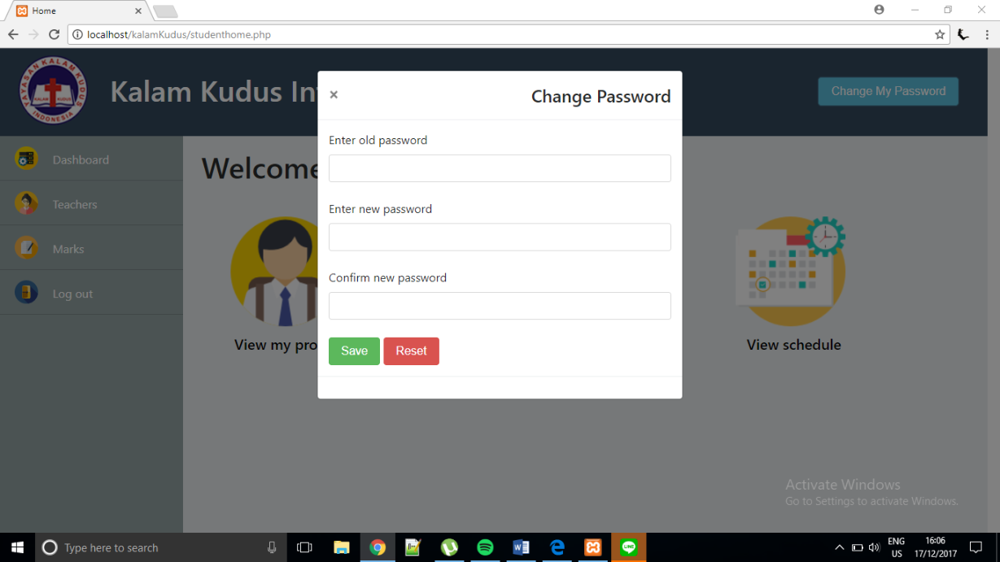 Home
localhost/kalamKudus/studenthome.php
YAYASAN KALAM KUDUS
INDONESIA
Kalam Kudus In
Change My Password
× Change Password
Dashboard
Teachers
Marks
Log out
Welcome
Enter old password
Enter new password
Confirm new password
Save Reset
View my pro
View schedule
Activate Windows
Go to Settings to activate Windows.
Type here to search
ENG
US
16:06
17/12/2017